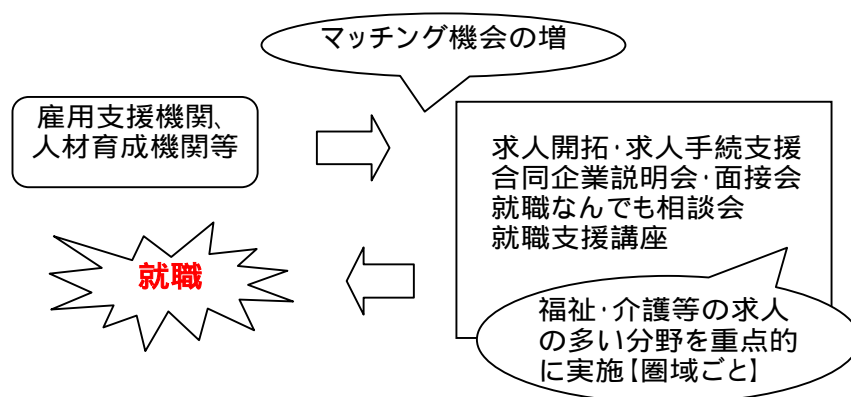 マッチング機会の増
雇用支援機関、
人材育成機関等
求人開拓・求人手続支援
合同企業説明会・面接会
就職なんでも相談会
就職支援講座
就職
福祉・介護等の求人
の多い分野を重点的
に実施【圏域ごと】